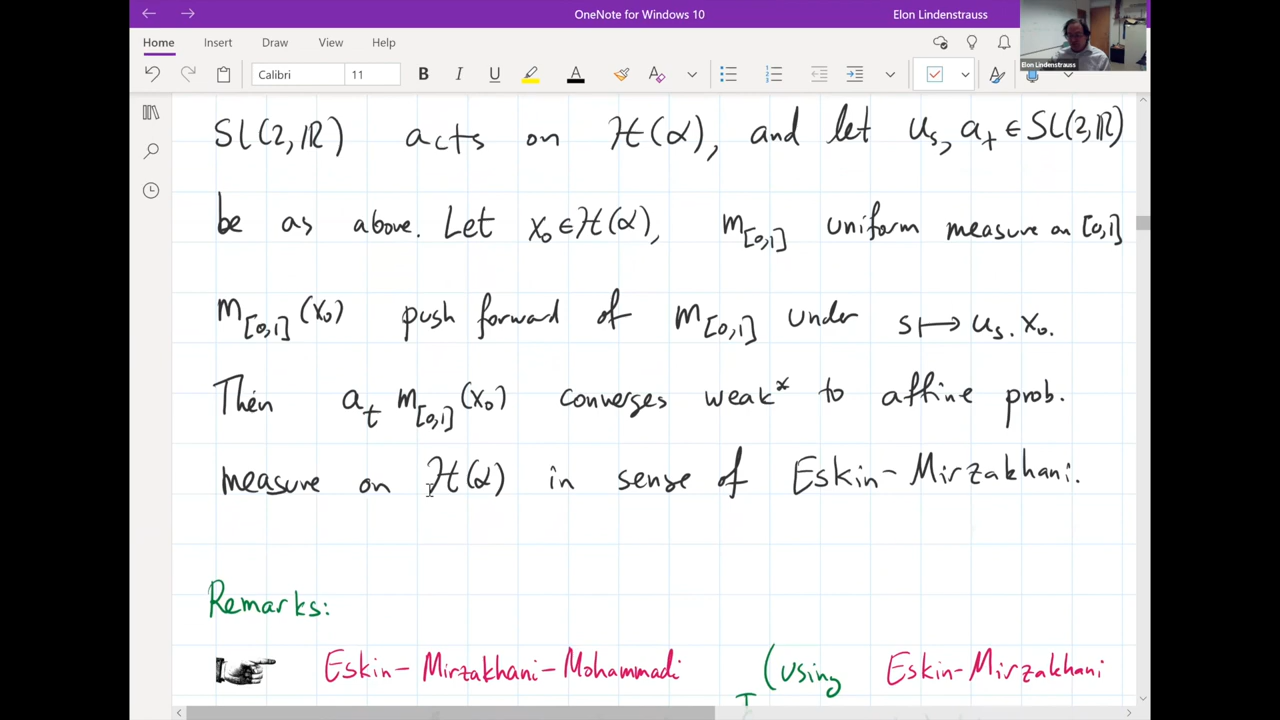 OneNote for Windows 10
Elon Lindenstrauss
Elon Lindenstrauss
Home Insert Draw View Help
Calibri 11 B I U A A
SL(2,ℝ) acts on ℋ(α), and let u_s, a_t ∈ SL(2,ℝ)
be as above. Let x₀∈ℋ(α), m_[0,1] uniform measure on [0,1]
m_[0,1](x₀) push forward of m_[0,1] under s ↦ u_s.x₀.
Then a_t m_[0,1](x₀) converges weak* to affine prob.
measure on ℋ(α) in sense of Eskin-Mirzakhani.
Remarks:
Eskin-Mirzakhani-Mohammadi (using Eskin-Mirzakhani